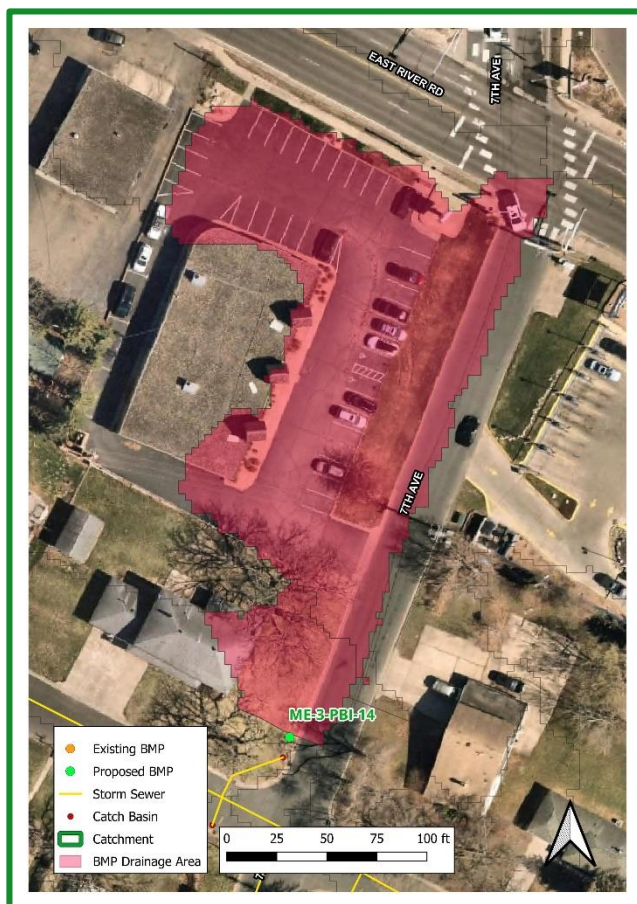 EAST RIVER RD
7TH AVE
7TH AVE
ME-3-PBI-14
Existing BMP
Proposed BMP
Storm Sewer
Catch Basin
Catchment
BMP Drainage Area
0 25 50 75 100 ft